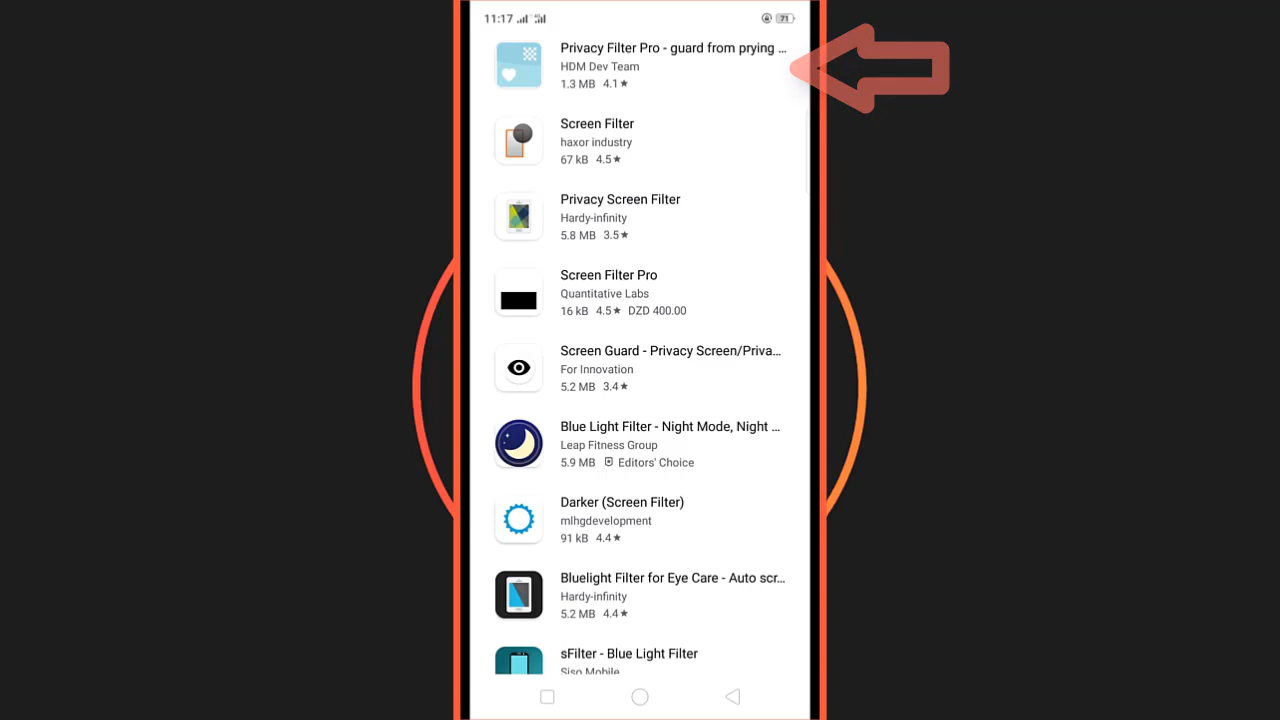 11:17
71
Privacy Filter Pro - guard from prying ...
HDM Dev Team
1.3 MB 4.1★
Screen Filter
haxor industry
67 kB 4.5★
Privacy Screen Filter
Hardy-infinity
5.8 MB 3.5★
Screen Filter Pro
Quantitative Labs
16 kB 4.5★ DZD 400.00
Screen Guard - Privacy Screen/Priva...
For Innovation
5.2 MB 3.4★
Blue Light Filter - Night Mode, Night ...
Leap Fitness Group
5.9 MB Editors' Choice
Darker (Screen Filter)
mlhgdevelopment
91 kB 4.4★
Bluelight Filter for Eye Care - Auto scr...
Hardy-infinity
5.2 MB 4.4★
sFilter - Blue Light Filter
Siso Mobile